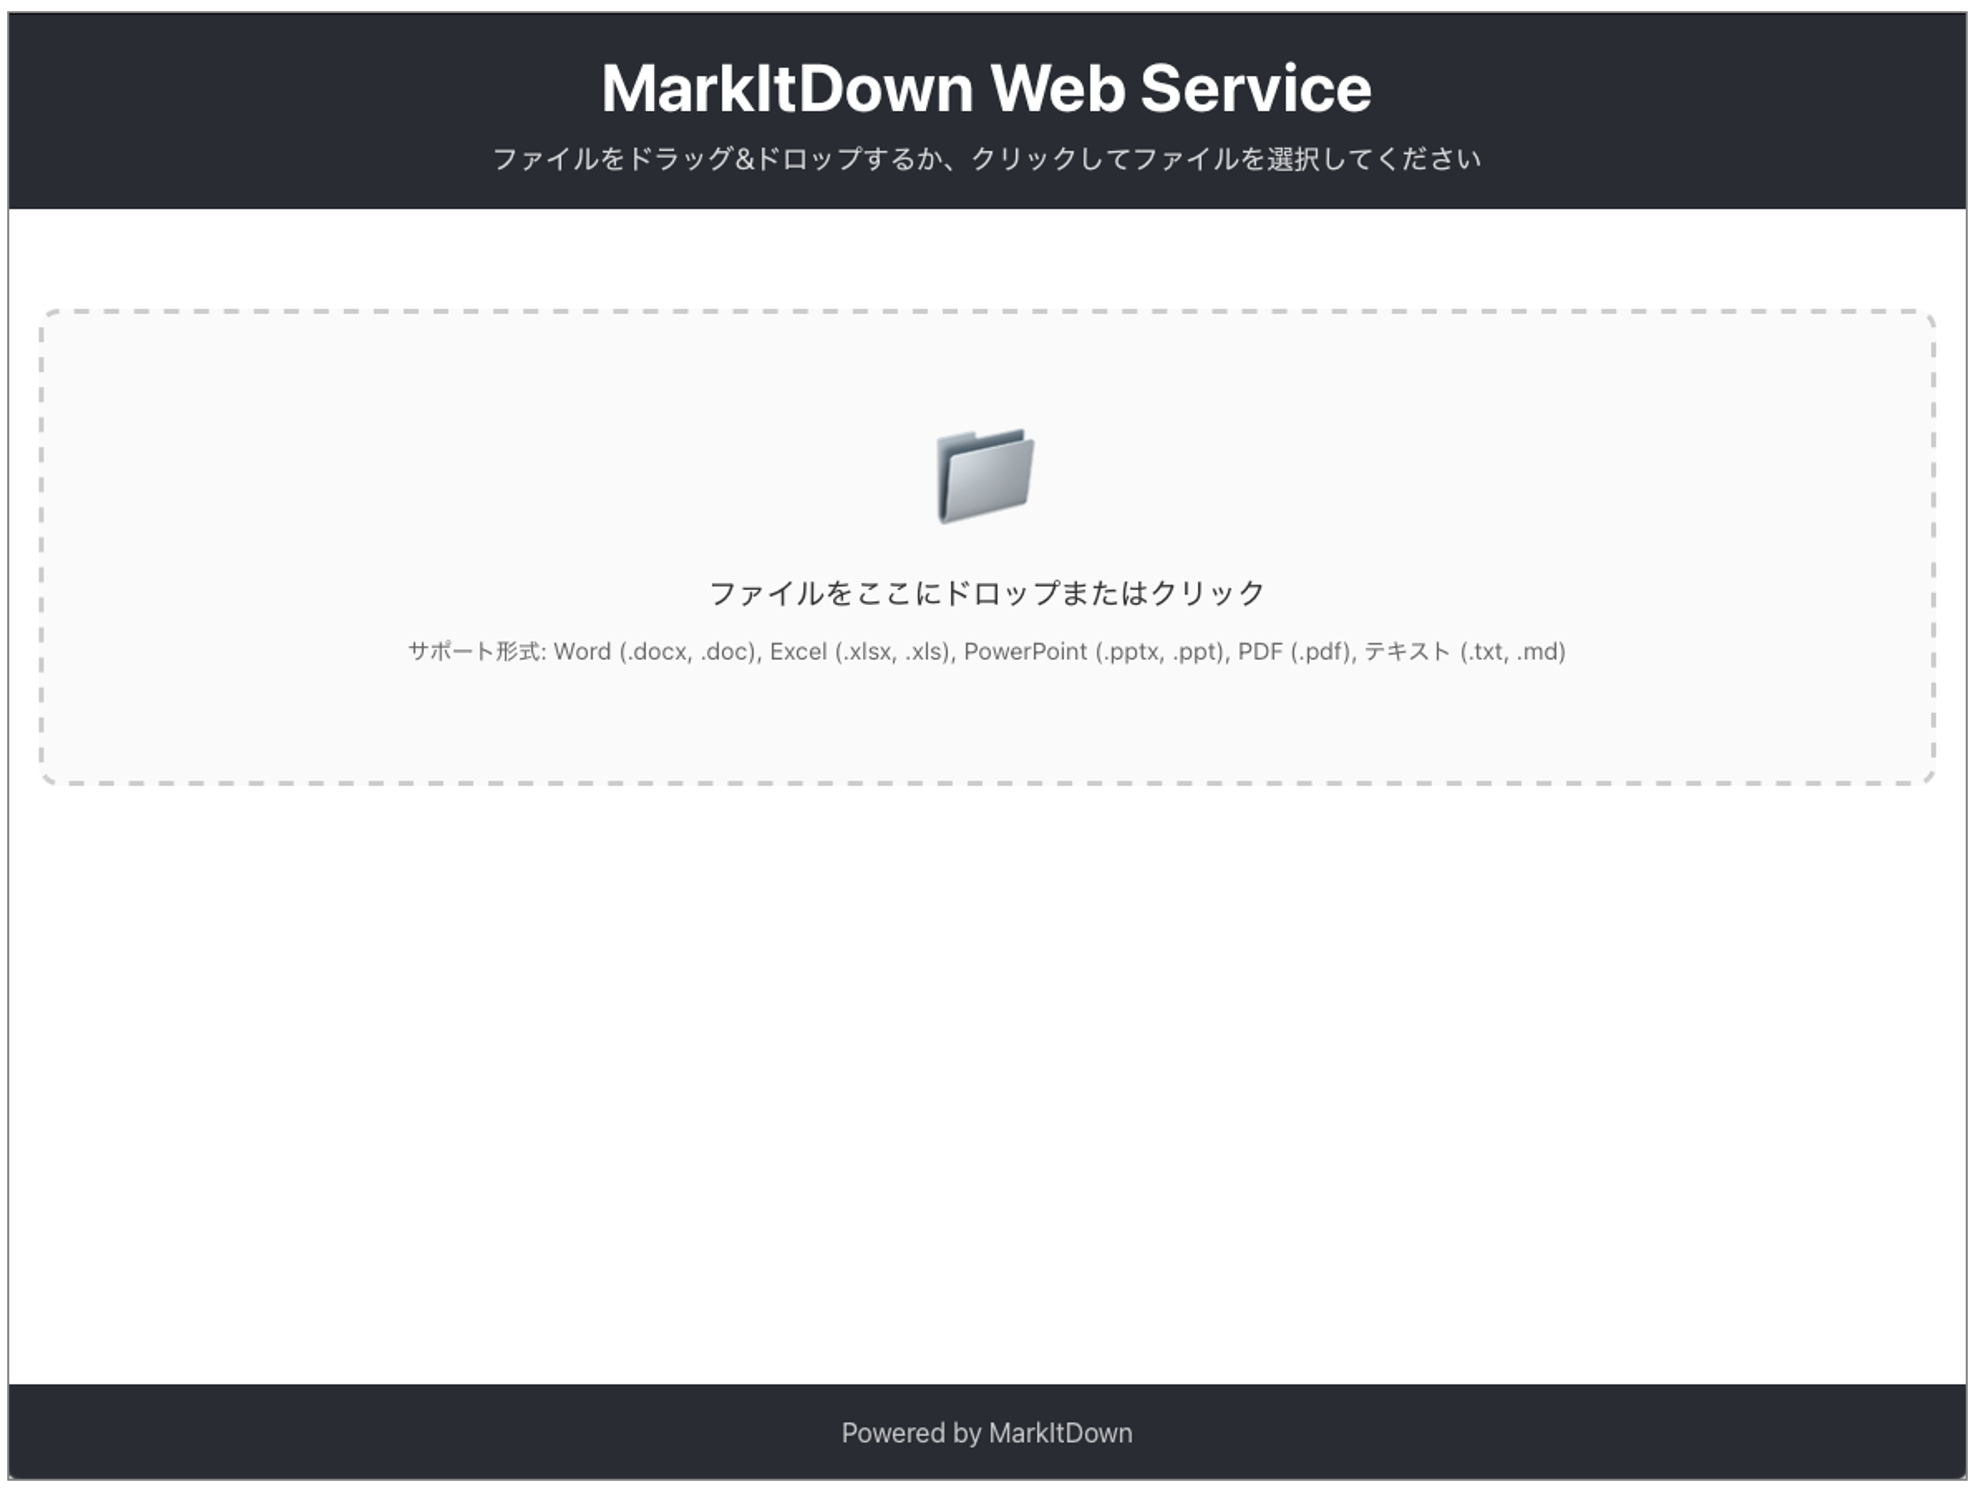 MarkItDown Web Service
ファイルをドラッグ&ドロップするか、クリックしてファイルを選択してください
ファイルをここにドロップまたはクリック
サポート形式: Word (.docx, .doc), Excel (.xlsx, .xls), PowerPoint (.pptx, .ppt), PDF (.pdf), テキスト (.txt, .md)
Powered by MarkItDown